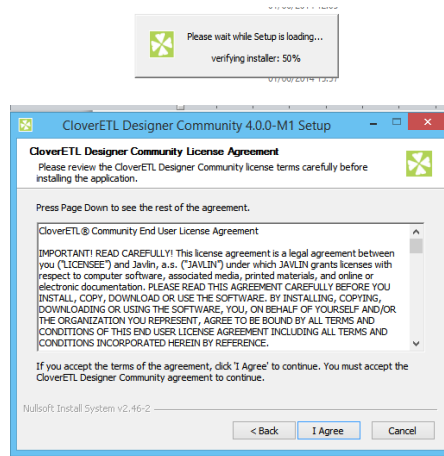 Please wait while Setup is loading...
verifying installer: 50%
01/08/2014 13:57
CloverETL Designer Community 4.0.0-M1 Setup
CloverETL Designer Community License Agreement
Please review the CloverETL Designer Community license terms carefully before
installing the application.
Press Page Down to see the rest of the agreement.
CloverETL® Community End User License Agreement
IMPORTANT! READ CAREFULLY! This license agreement is a legal agreement between
you ("LICENSEE") and Javlin, a.s. ("JAVLIN") under which JAVLIN grants licenses with
respect to computer software, associated media, printed materials, and online or
electronic documentation. PLEASE READ THIS AGREEMENT CAREFULLY BEFORE YOU
INSTALL, COPY, DOWNLOAD OR USE THE SOFTWARE. BY INSTALLING, COPYING,
DOWNLOADING OR USING THE SOFTWARE, YOU, ON BEHALF OF YOURSELF AND/OR
THE ORGANIZATION YOU REPRESENT, AGREE TO BE BOUND BY ALL TERMS AND
CONDITIONS OF THIS END USER LICENSE AGREEMENT INCLUDING ALL TERMS AND
CONDITIONS INCORPORATED HEREIN BY REFERENCE.
If you accept the terms of the agreement, click 'I Agree' to continue. You must accept the
CloverETL Designer Community agreement to continue.
Nullsoft Install System v2.46-2
< Back
I Agree
Cancel